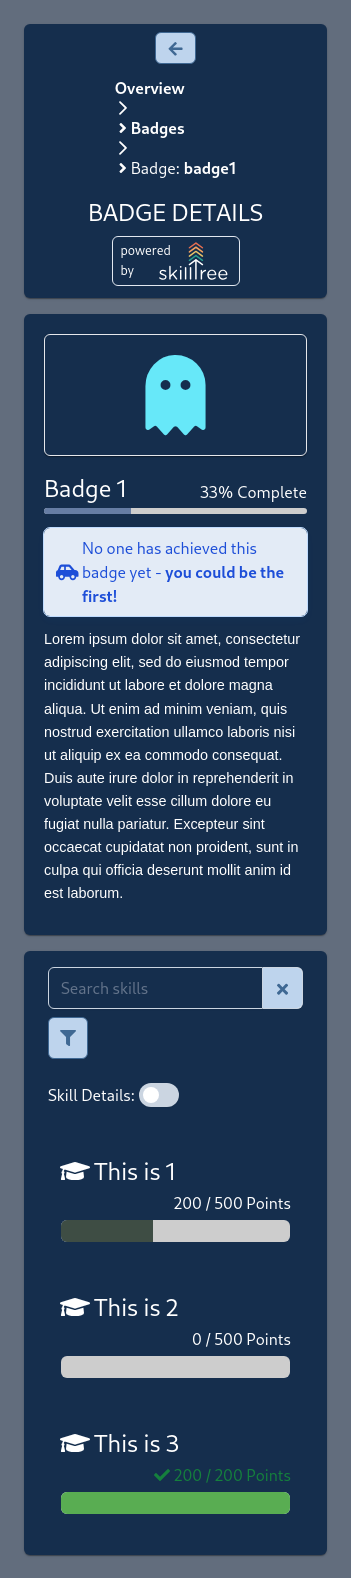 Overview
Badges
Badge: badge1
BADGE DETAILS
powered
by skilltree
Badge 1 33% Complete
No one has achieved this
badge yet - you could be the
first!
Lorem ipsum dolor sit amet, consectetur
adipiscing elit, sed do eiusmod tempor
incididunt ut labore et dolore magna
aliqua. Ut enim ad minim veniam, quis
nostrud exercitation ullamco laboris nisi
ut aliquip ex ea commodo consequat.
Duis aute irure dolor in reprehenderit in
voluptate velit esse cillum dolore eu
fugiat nulla pariatur. Excepteur sint
occaecat cupidatat non proident, sunt in
culpa qui officia deserunt mollit anim id
est laborum.
Search skills
Skill Details:
This is 1
200 / 500 Points
This is 2
0 / 500 Points
This is 3
200 / 200 Points